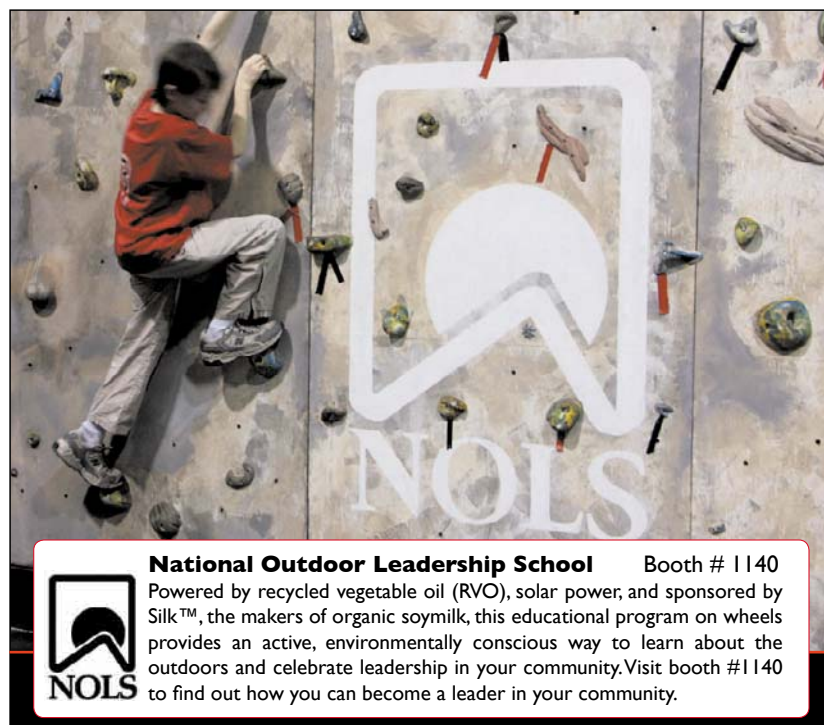 NOLS
National Outdoor Leadership School Booth # 1140
Powered by recycled vegetable oil (RVO), solar power, and sponsored by
Silk™, the makers of organic soymilk, this educational program on wheels
provides an active, environmentally conscious way to learn about the
outdoors and celebrate leadership in your community. Visit booth #1140
to find out how you can become a leader in your community.
NOLS